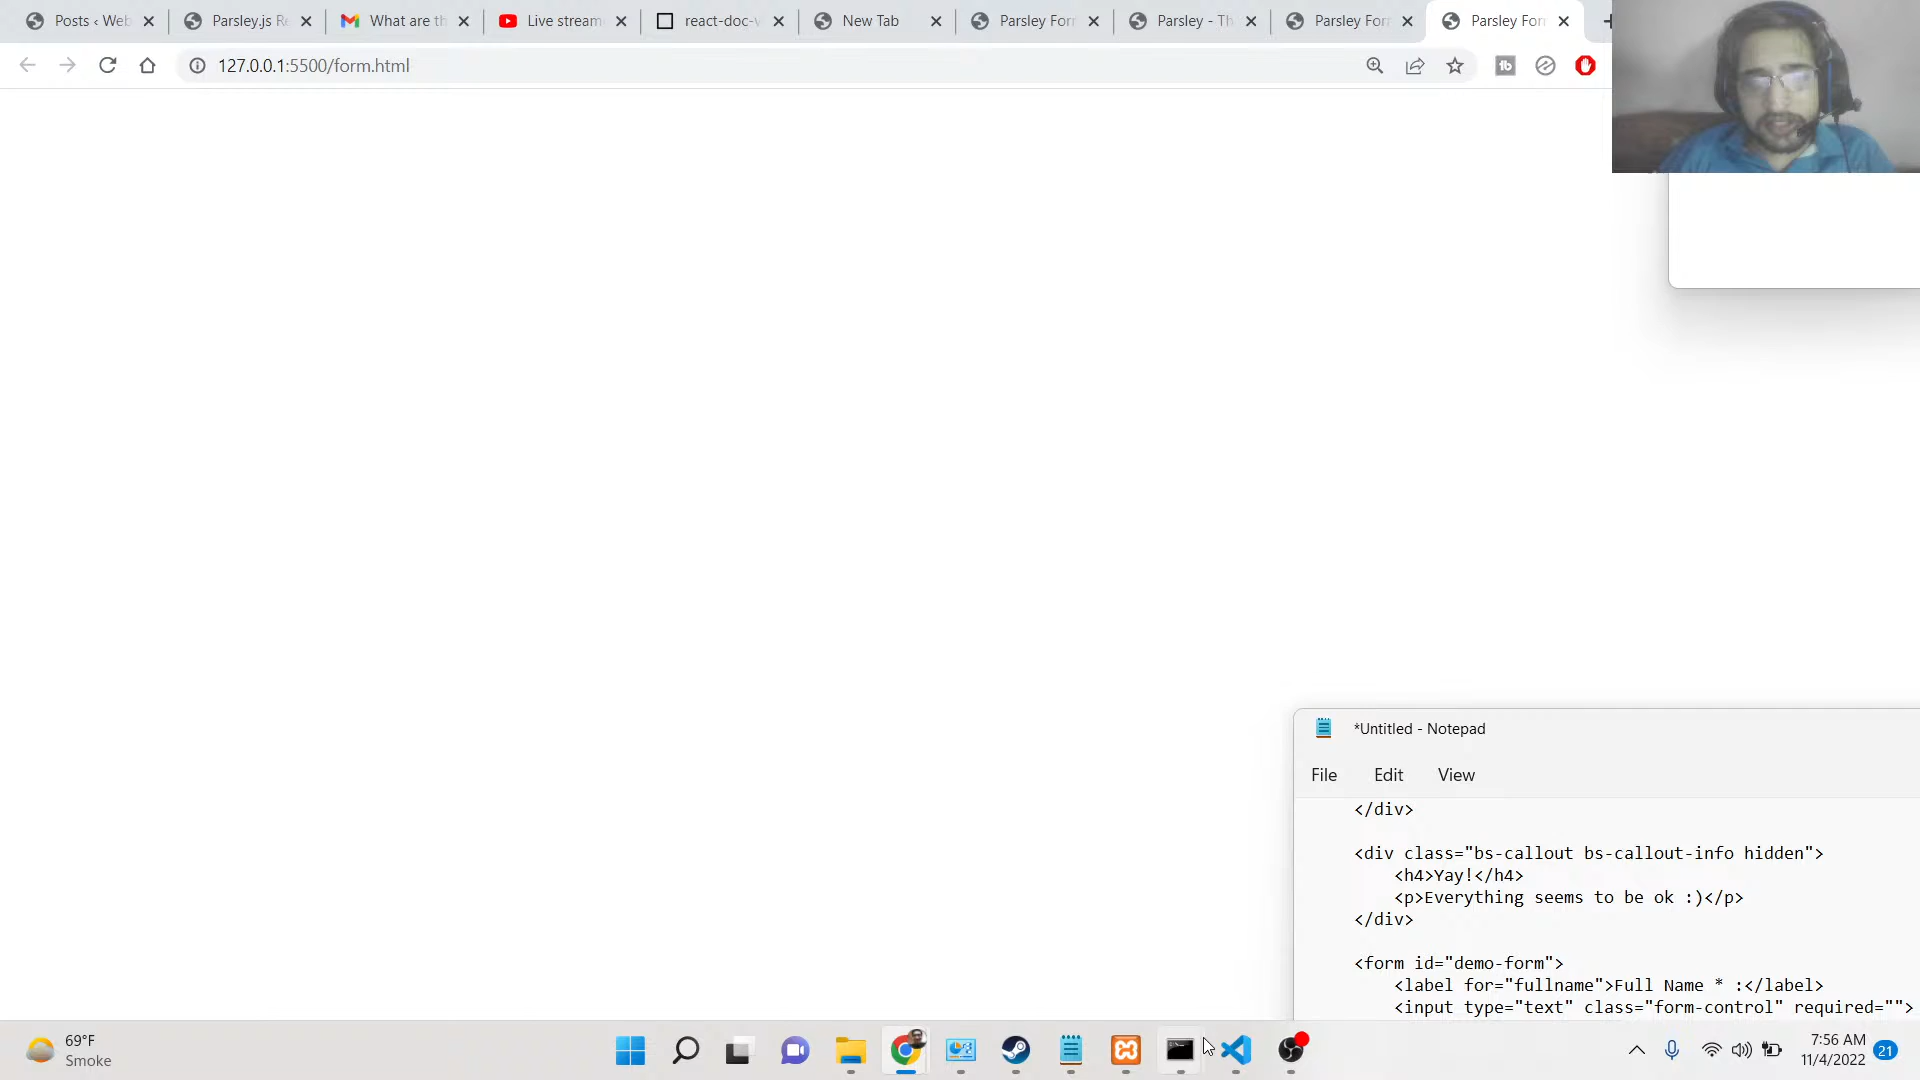 Posts ‹ Web
Parsley.js Re
What are th
Live stream
react-doc-v
New Tab
Parsley For
Parsley - Th
Parsley For
Parsley For
127.0.0.1:5500/form.html
*Untitled - Notepad
File Edit View
</div>
<div class="bs-callout bs-callout-info hidden">
<h4>Yay!</h4>
<p>Everything seems to be ok :)</p>
</div>
<form id="demo-form">
<label for="fullname">Full Name * :</label>
<input type="text" class="form-control" required="">
69°F
Smoke
7:56 AM
11/4/2022
21